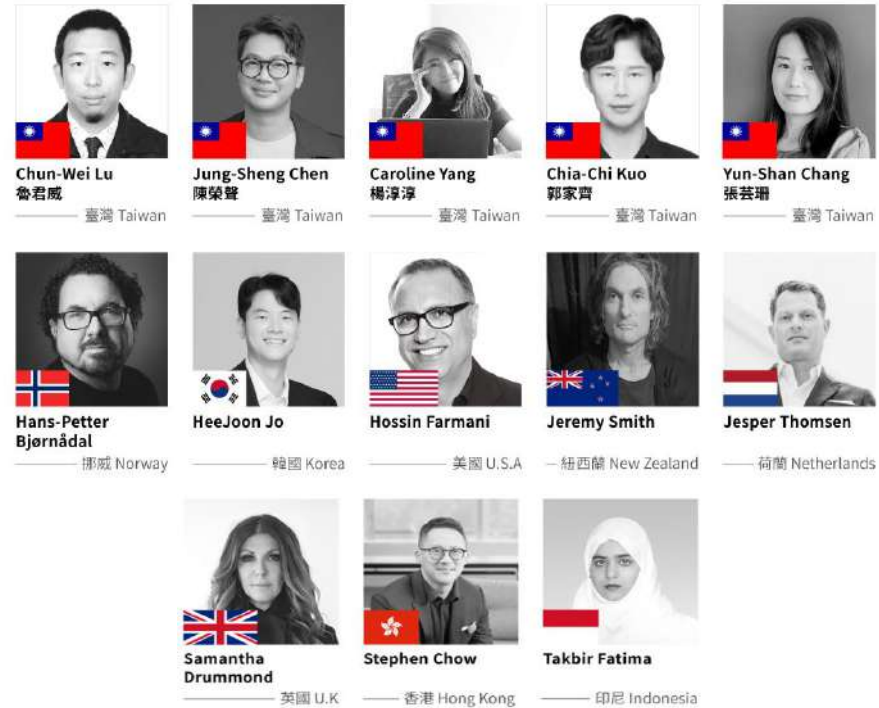 Chun-Wei Lu
魯君威
臺灣 Taiwan
Jung-Sheng Chen
陳榮聲
臺灣 Taiwan
Caroline Yang
楊淳淳
臺灣 Taiwan
Chia-Chi Kuo
郭家齊
臺灣 Taiwan
Yun-Shan Chang
張芸珊
臺灣 Taiwan
Hans-Petter
Bjørnådal
挪威 Norway
HeeJoon Jo
韓國 Korea
Hossin Farmani
美國 U.S.A
Jeremy Smith
紐西蘭 New Zealand
Jesper Thomsen
荷蘭 Netherlands
Samantha
Drummond
英國 U.K
Stephen Chow
香港 Hong Kong
Takbir Fatima
印尼 Indonesia